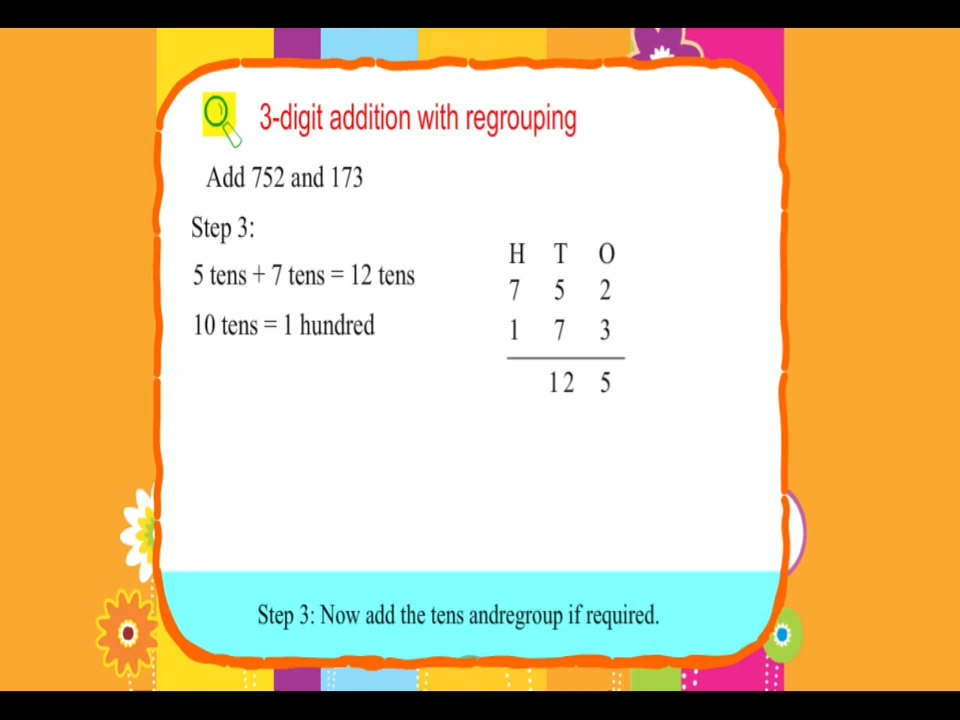 3-digit addition with regrouping
Add 752 and 173
Step 3:
5 tens + 7 tens = 12 tens
10 tens = 1 hundred
H T O
7 5 2
1 7 3
12 5
Step 3: Now add the tens andregroup if required.